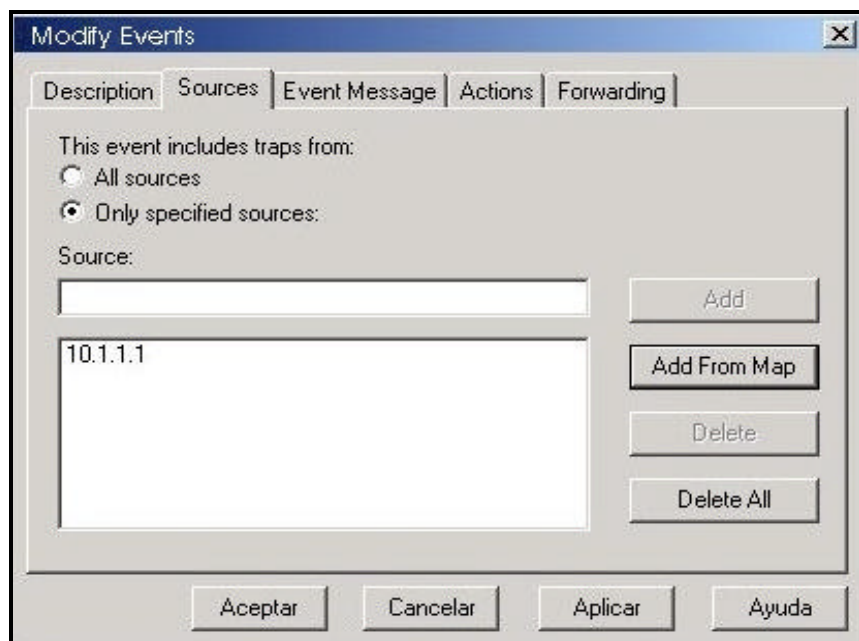 Modify Events
Description Sources Event Message Actions Forwarding
This event includes traps from:
All sources
Only specified sources:
Source:
Add
10.1.1.1
Add From Map
Delete
Delete All
Aceptar Cancelar Aplicar Ayuda